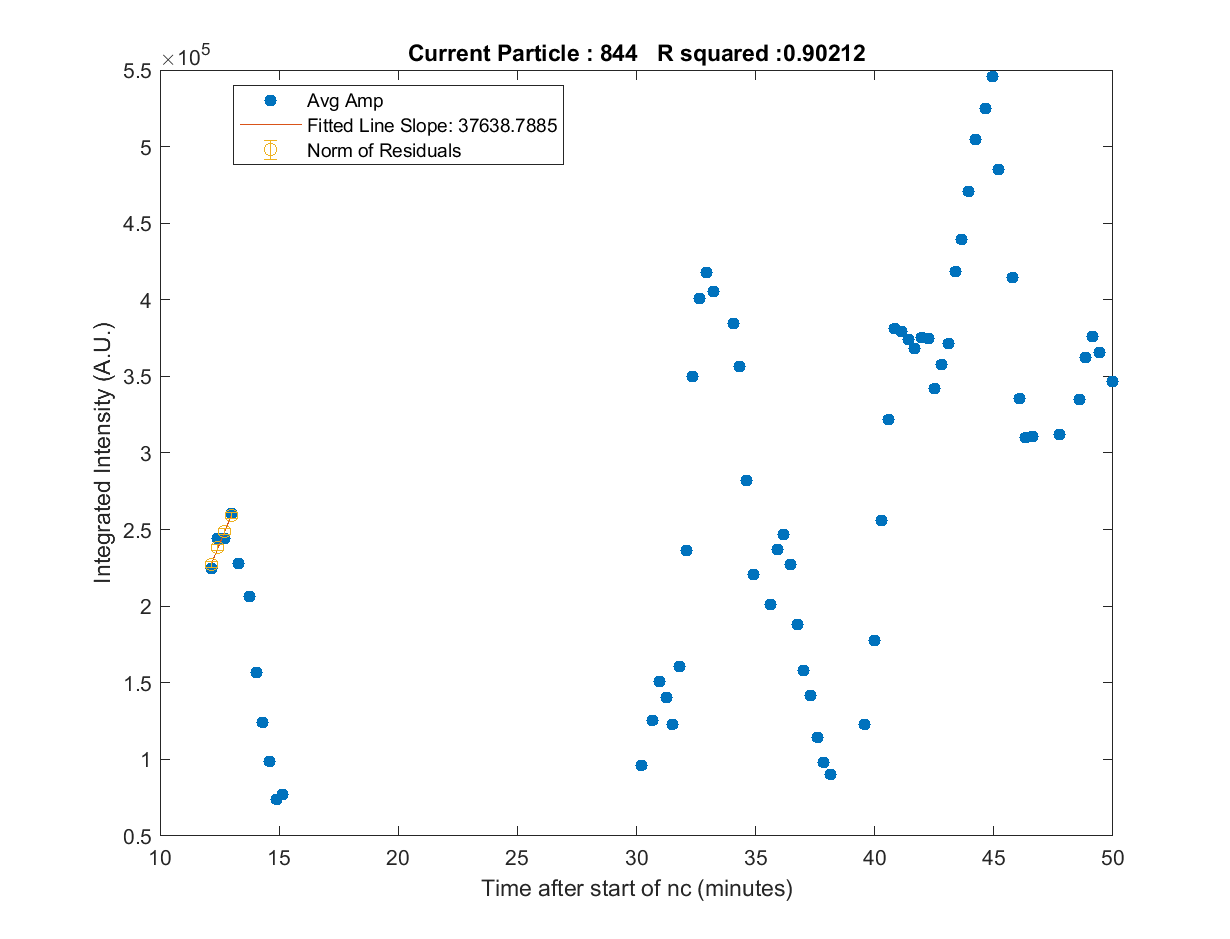 Current Particle : 844 R squared :0.90212
×10^5
5.5
5
4.5
4
3.5
3
2.5
2
1.5
1
0.5
Integrated Intensity (A.U.)
Avg Amp
Fitted Line Slope: 37638.7885
Norm of Residuals
10 15 20 25 30 35 40 45 50
Time after start of nc (minutes)